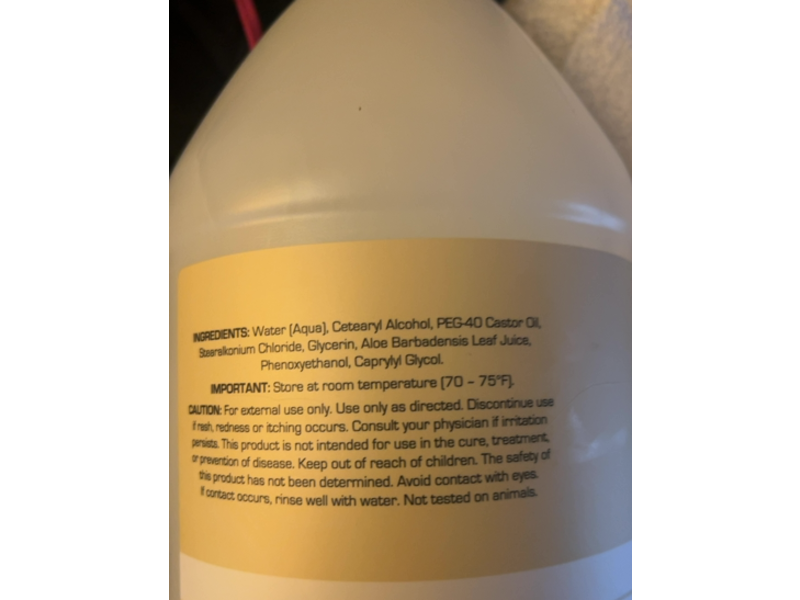 INGREDIENTS: Water (Aqua), Cetearyl Alcohol, PEG-40 Castor Oil,
Stearalkonium Chloride, Glycerin, Aloe Barbadensis Leaf Juice,
Phenoxyethanol, Caprylyl Glycol.
IMPORTANT: Store at room temperature (70 – 75°F).
CAUTION: For external use only. Use only as directed. Discontinue use
if rash, redness or itching occurs. Consult your physician if irritation
persists. This product is not intended for use in the cure, treatment,
or prevention of disease. Keep out of reach of children. The safety of
this product has not been determined. Avoid contact with eyes.
If contact occurs, rinse well with water. Not tested on animals.